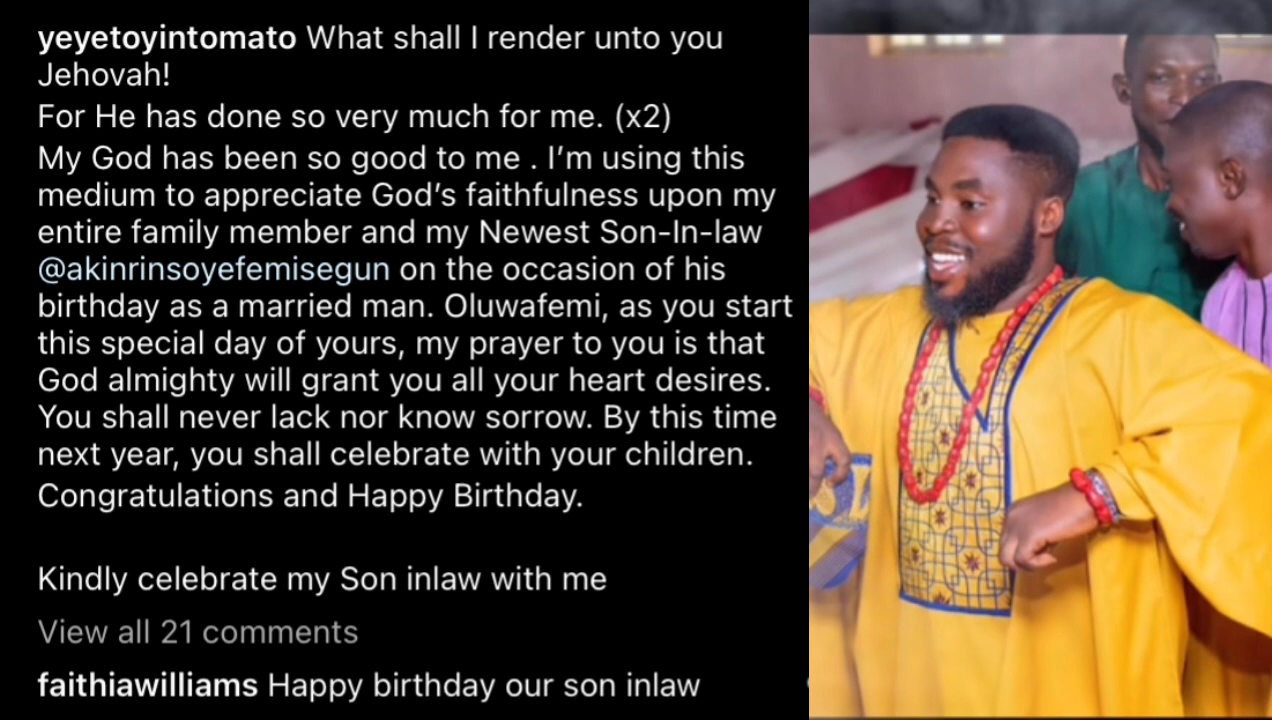 yeyetoyintomato What shall I render unto you
Jehovah!
For He has done so very much for me. (x2)
My God has been so good to me . I’m using this
medium to appreciate God’s faithfulness upon my
entire family member and my Newest Son-In-law
@akinrinsoyefemisegun on the occasion of his
birthday as a married man. Oluwafemi, as you start
this special day of yours, my prayer to you is that
God almighty will grant you all your heart desires.
You shall never lack nor know sorrow. By this time
next year, you shall celebrate with your children.
Congratulations and Happy Birthday.
Kindly celebrate my Son inlaw with me
View all 21 comments
faithiawilliams Happy birthday our son inlaw